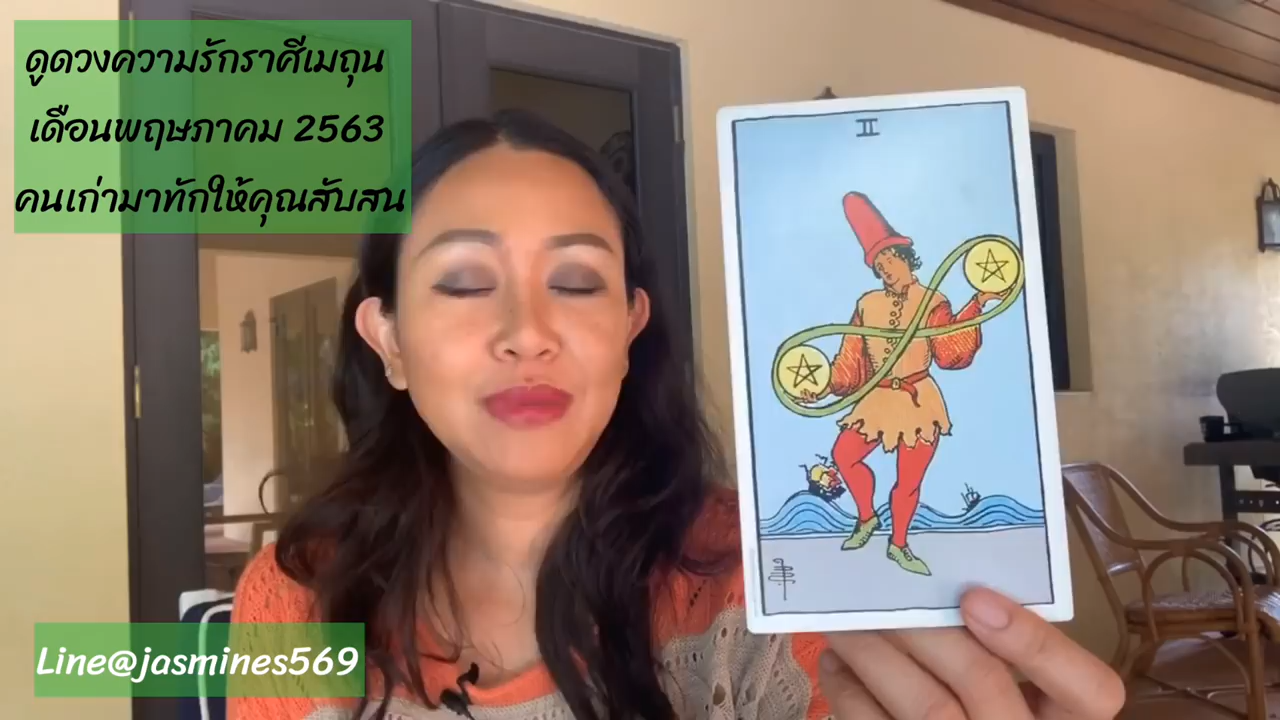 ดูดวงความรักราศีเมถุน
เดือนพฤษภาคม 2563
คนเก่ามาทักให้คุณสับสน
II
Line@jasmines569